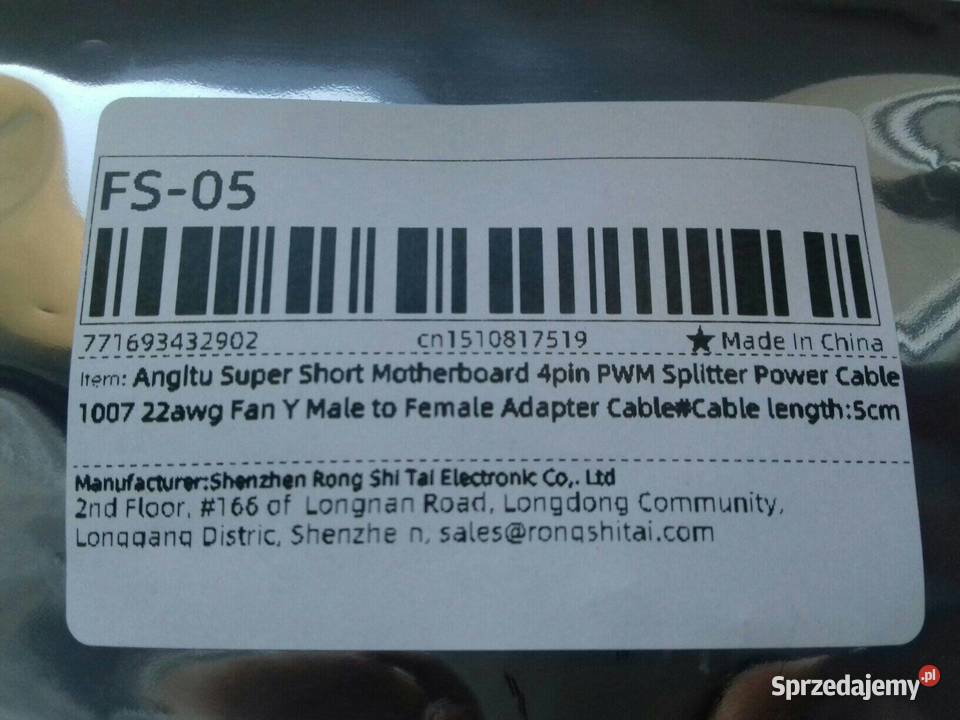 FS-05
771693432902 cn1510817519 ★ Made In China
Item: Angitu Super Short Motherboard 4pin PWM Splitter Power Cable
1007 22awg Fan Y Male to Female Adapter Cable#Cable length:5cm
Manufacturer:Shenzhen Rong Shi Tai Electronic Co,. Ltd
2nd Floor, #166 of Longnan Road, Longdong Community,
Longgang Distric, Shenzhe n, sales@rongshitai.com
Sprzedajemy.pl